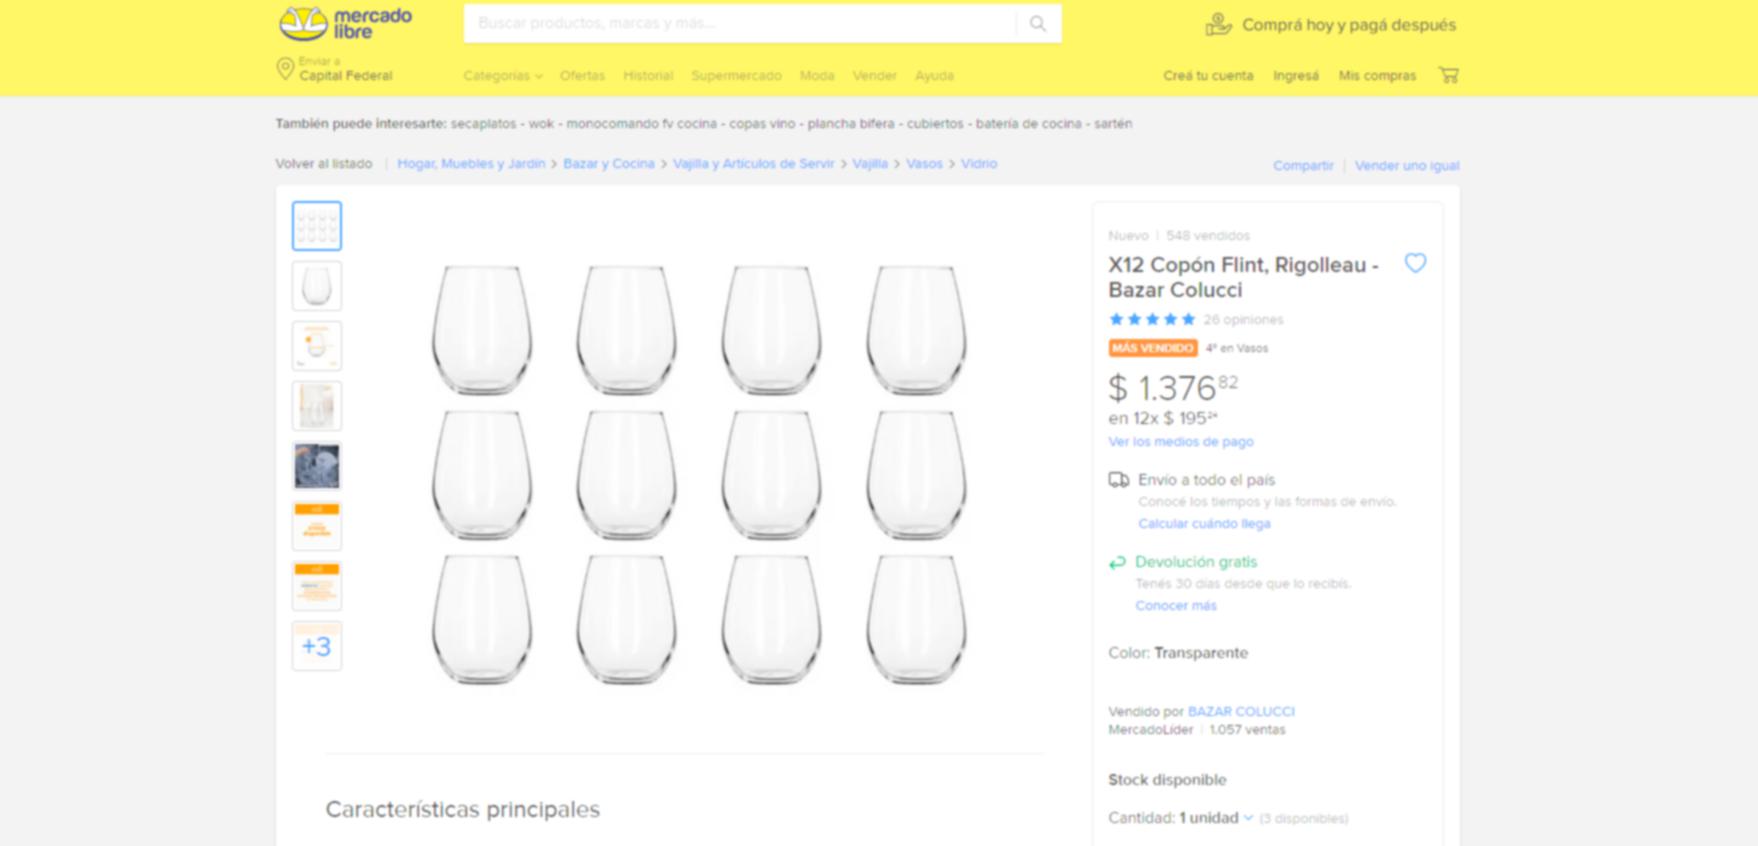 mercado
libre
Buscar productos, marcas y más...
Comprá hoy y pagá después
Enviar a
Capital Federal
Categorías Ofertas Historial Supermercado Moda Vender Ayuda
Creá tu cuenta Ingresá Mis compras
También puede interesarte: secaplatos - wok - monocomando fv cocina - copas vino - plancha bifera - cubiertos - batería de cocina - sartén
Volver al listado | Hogar, Muebles y Jardín > Bazar y Cocina > Vajilla y Artículos de Servir > Vajilla > Vasos > Vidrio
Compartir | Vender uno igual
+3
Nuevo | 548 vendidos
X12 Copón Flint, Rigolleau -
Bazar Colucci
26 opiniones
MÁS VENDIDO 4º en Vasos
$ 1.376 82
en 12x $ 195 24
Ver los medios de pago
Envío a todo el país
Conocé los tiempos y las formas de envío.
Calcular cuándo llega
Devolución gratis
Tenés 30 días desde que lo recibís.
Conocer más
Color: Transparente
Vendido por BAZAR COLUCCI
MercadoLíder | 1.057 ventas
Stock disponible
Cantidad: 1 unidad (3 disponibles)
Características principales